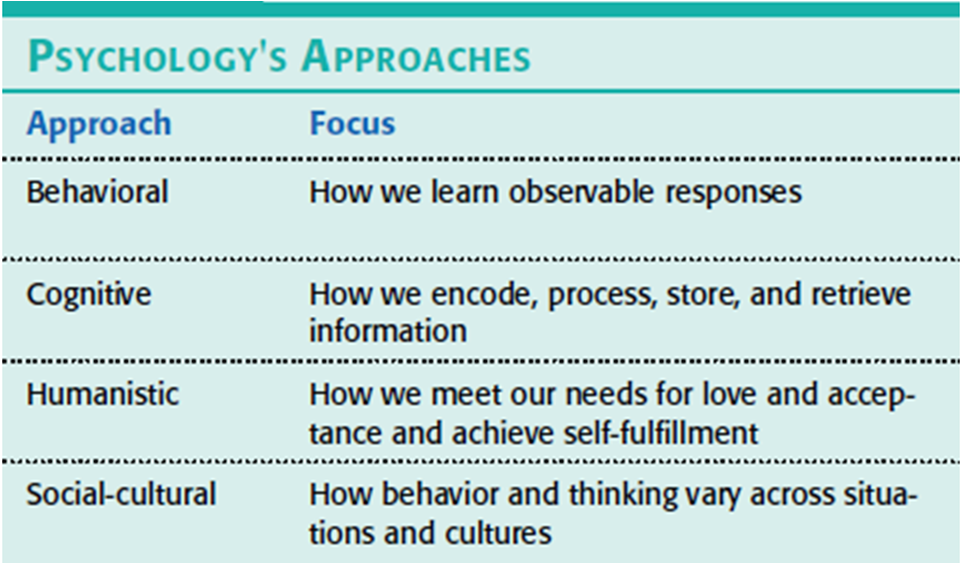 PSYCHOLOGY'S APPROACHES
Approach Focus
Behavioral How we learn observable responses
Cognitive How we encode, process, store, and retrieve
information
Humanistic How we meet our needs for love and accep-
tance and achieve self-fulfillment
Social-cultural How behavior and thinking vary across situa-
tions and cultures